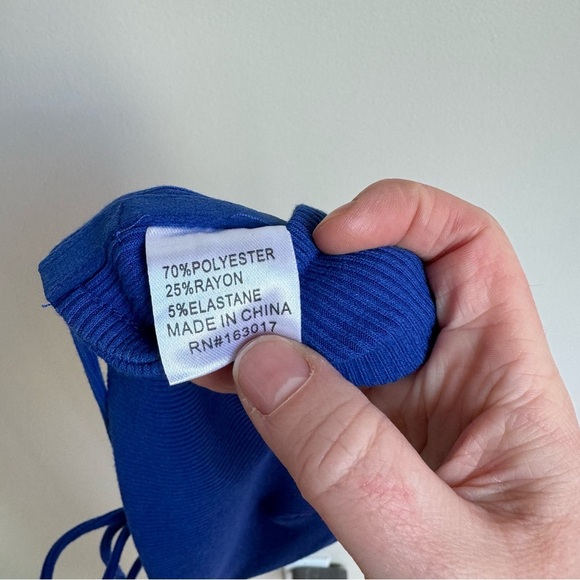 70%POLYESTER
25%RAYON
5%ELASTANE
MADE IN CHINA
RN#163017